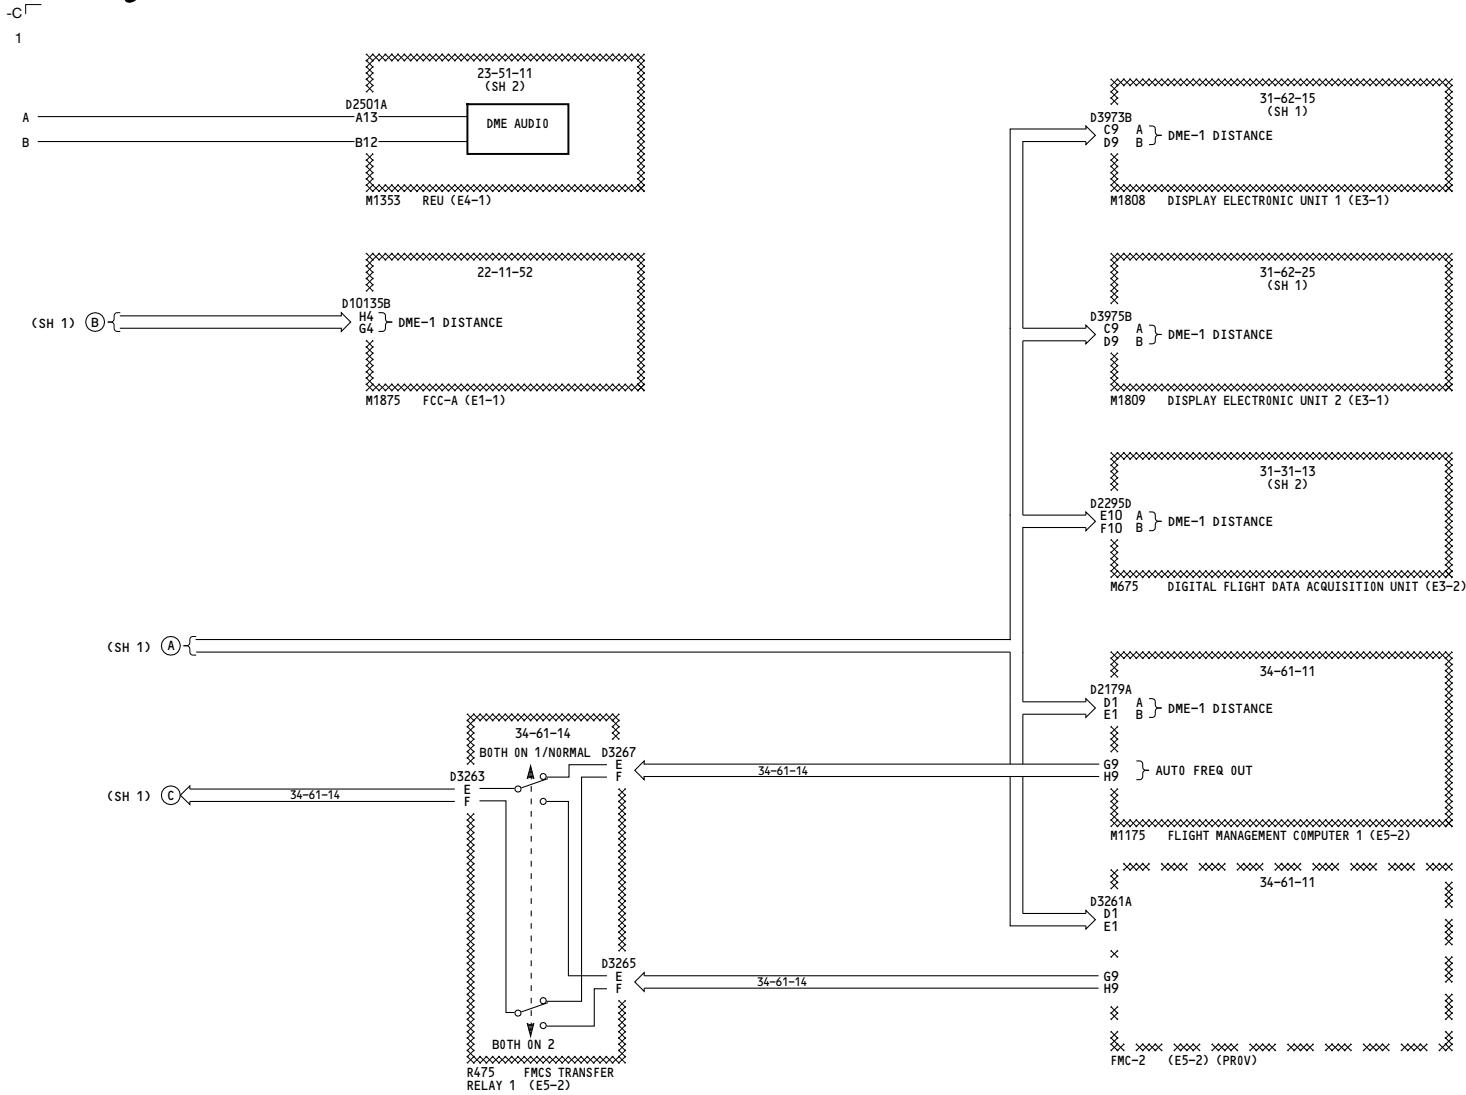 -C
1
23-51-11
(SH 2)
D2501A
A
A13
DME AUDIO
B
B12
M1353 REU (E4-1)
22-11-52
D10135B
(SH 1) B
H4
G4
DME-1 DISTANCE
M1875 FCC-A (E1-1)
31-62-15
(SH 1)
D3973B
C9 A
D9 B
DME-1 DISTANCE
M1808 DISPLAY ELECTRONIC UNIT 1 (E3-1)
31-62-25
(SH 1)
D3975B
C9 A
D9 B
DME-1 DISTANCE
M1809 DISPLAY ELECTRONIC UNIT 2 (E3-1)
31-31-13
(SH 2)
D2295D
E10 A
F10 B
DME-1 DISTANCE
M675 DIGITAL FLIGHT DATA ACQUISITION UNIT (E3-2)
(SH 1) A
34-61-11
D2179A
D1 A
E1 B
DME-1 DISTANCE
G9
H9
AUTO FREQ OUT
34-61-14
M1175 FLIGHT MANAGEMENT COMPUTER 1 (E5-2)
34-61-14
BOTH ON 1/NORMAL
D3267
E
F
D3263
E
F
(SH 1) C
34-61-14
34-61-11
D3261A
D1
E1
G9
H9
34-61-14
D3265
E
F
BOTH ON 2
R475 FMCS TRANSFER
RELAY 1 (E5-2)
FMC-2 (E5-2) (PROV)